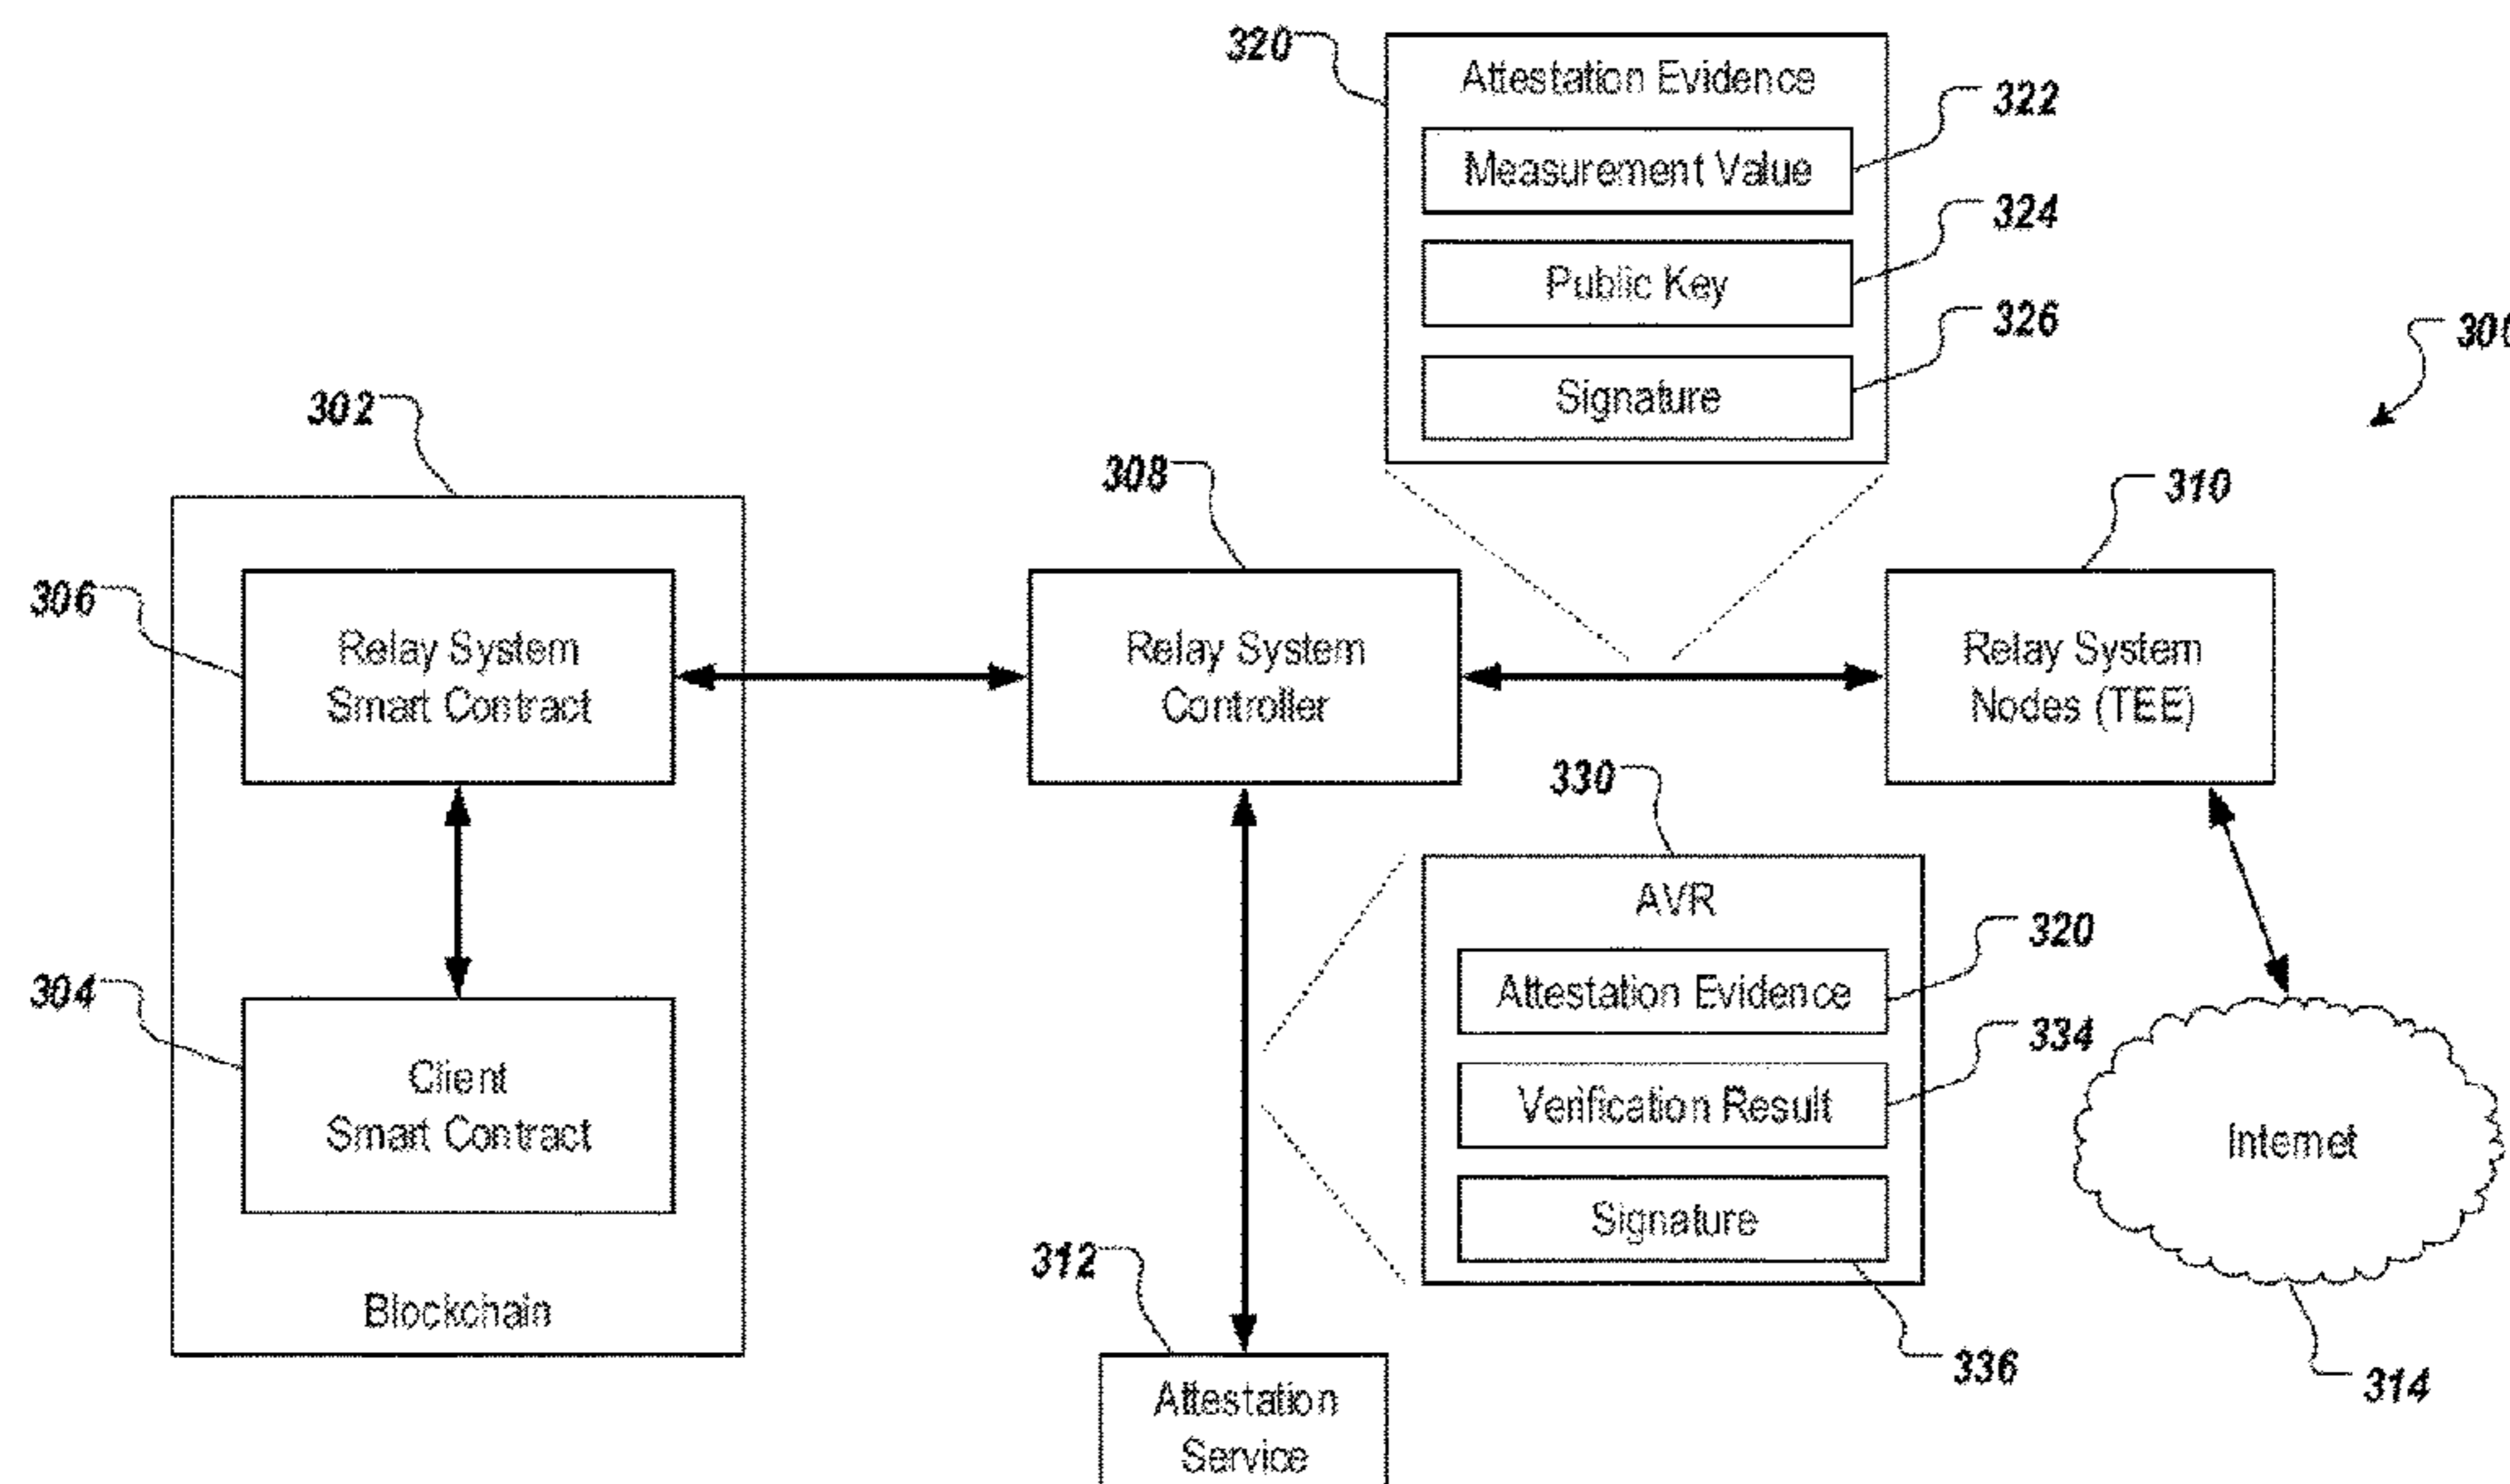 320
Attestation Evidence
322
Measurement Value
324
Public Key
326
Signature
300
302
308
310
306
Relay System
Smart Contract
Relay System
Controller
Relay System
Nodes (TEE)
330
AVR
320
Attestation Evidence
304
334
Client
Smart Contract
Verification Result
Internet
Signature
312
Blockchain
336
314
Attestation
Service